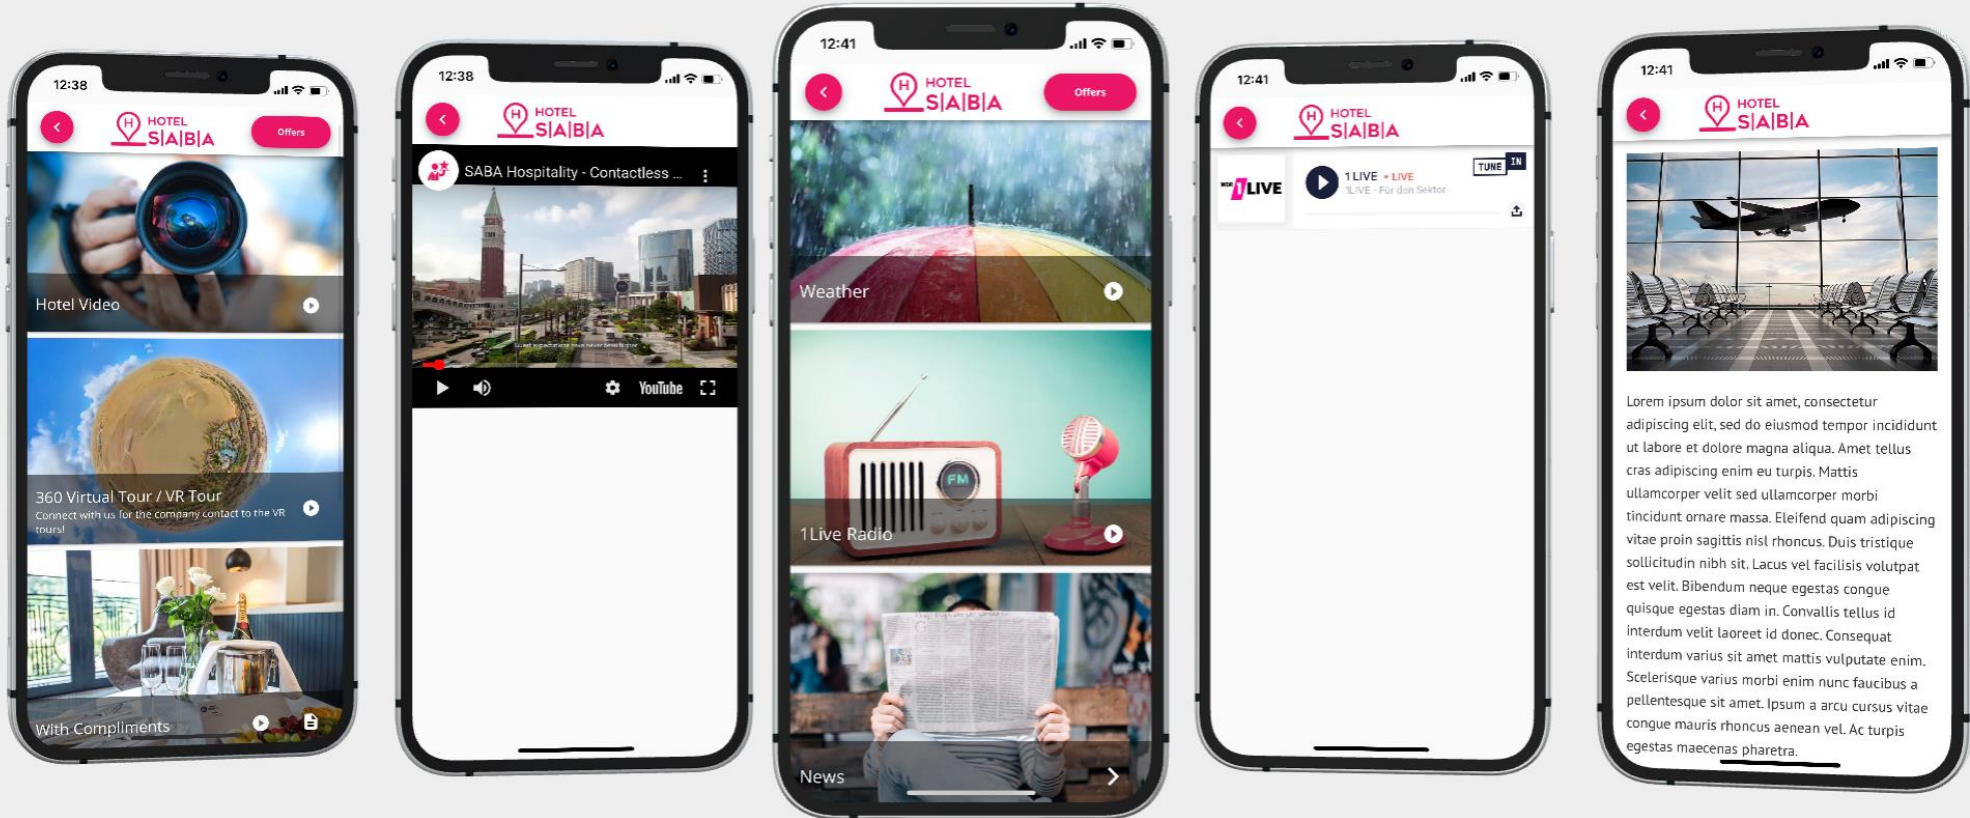 12:38
H HOTEL
S|A|B|A
Offers
Hotel Video
360 Virtual Tour / VR Tour
Connect with us for the company contact to the VR
tours!
With Compliments
12:38
H HOTEL
S|A|B|A
SABA Hospitality - Contactless ...
YouTube
12:41
H HOTEL
S|A|B|A
Offers
Weather
FM
1Live Radio
News
12:41
H HOTEL
S|A|B|A
1LIVE
1 LIVE • LIVE
1LIVE - Für den Sektor
TUNE IN
12:41
H HOTEL
S|A|B|A
Lorem ipsum dolor sit amet, consectetur
adipiscing elit, sed do eiusmod tempor incididunt
ut labore et dolore magna aliqua. Amet tellus
cras adipiscing enim eu turpis. Mattis
ullamcorper velit sed ullamcorper morbi
tincidunt ornare massa. Eleifend quam adipiscing
vitae proin sagittis nisl rhoncus. Duis tristique
sollicitudin nibh sit. Lacus vel facilisis volutpat
est velit. Bibendum neque egestas congue
quisque egestas diam in. Convallis tellus id
interdum velit laoreet id donec. Consequat
interdum varius sit amet mattis vulputate enim.
Scelerisque varius morbi enim nunc faucibus a
pellentesque sit amet. Ipsum a arcu cursus vitae
congue mauris rhoncus aenean vel. Ac turpis
egestas maecenas pharetra.